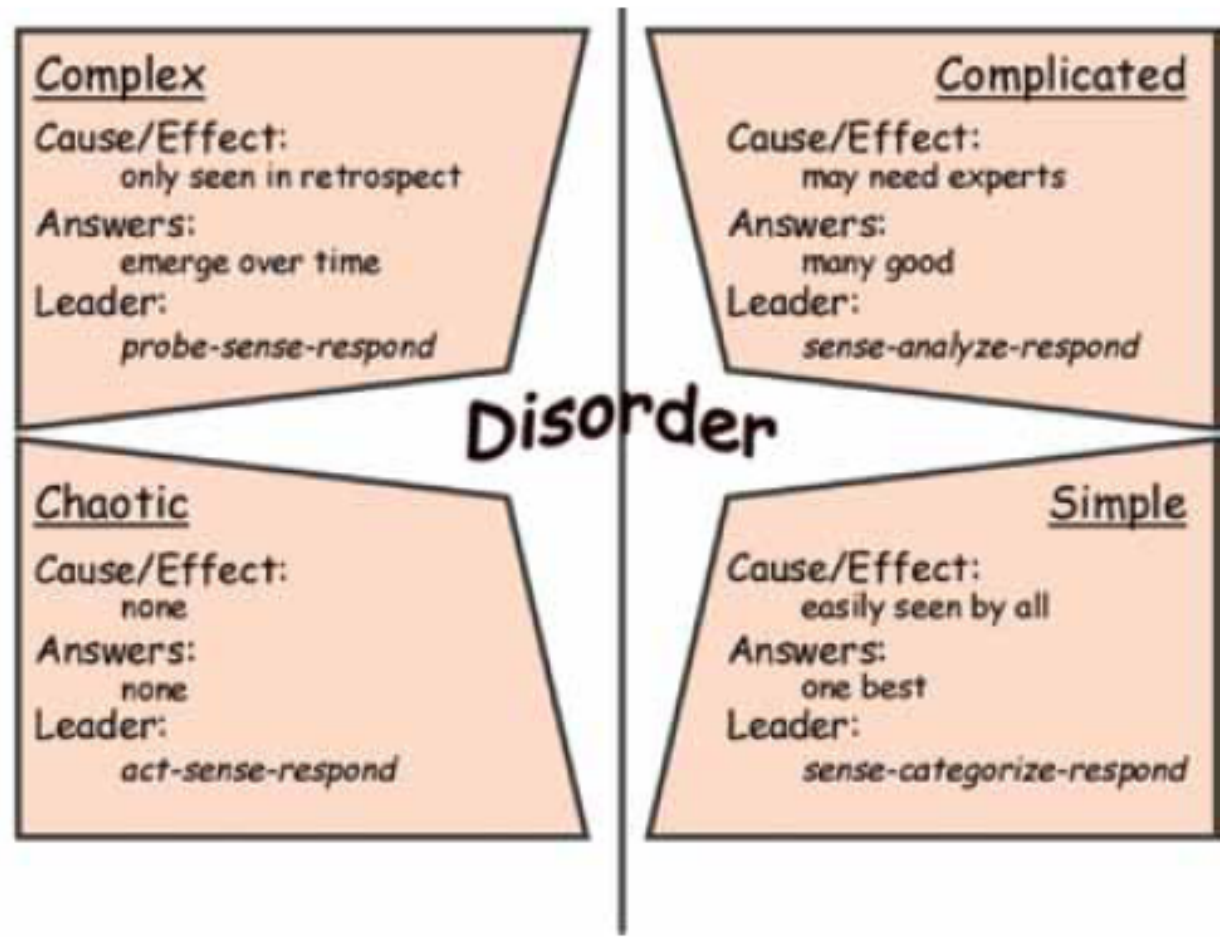 Complex
Cause/Effect:
only seen in retrospect
Answers:
emerge over time
Leader:
probe-sense-respond
Complicated
Cause/Effect:
may need experts
Answers:
many good
Leader:
sense-analyze-respond
Disorder
Chaotic
Cause/Effect:
none
Answers:
none
Leader:
act-sense-respond
Simple
Cause/Effect:
easily seen by all
Answers:
one best
Leader:
sense-categorize-respond